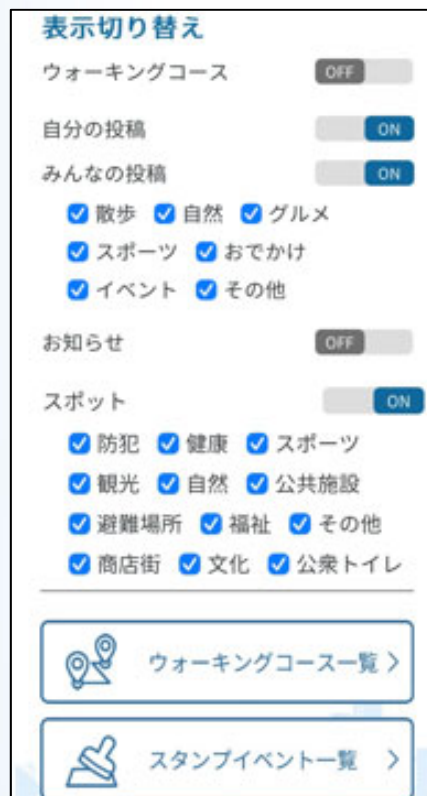 表示切り替え
ウォーキングコース OFF
自分の投稿 ON
みんなの投稿 ON
散歩 自然 グルメ
スポーツ おでかけ
イベント その他
お知らせ OFF
スポット ON
防犯 健康 スポーツ
観光 自然 公共施設
避難場所 福祉 その他
商店街 文化 公衆トイレ
ウォーキングコース一覧
スタンプイベント一覧